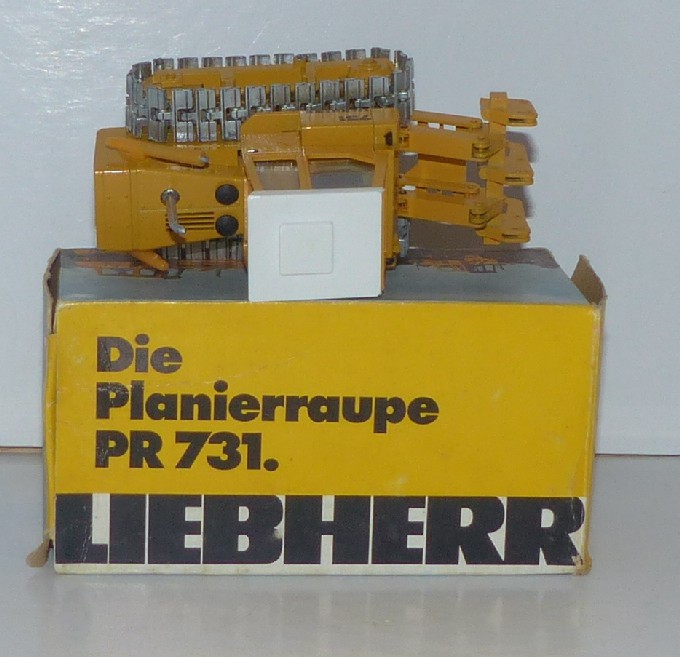 Die
Planierraupe
PR 731.
LIEBHERR